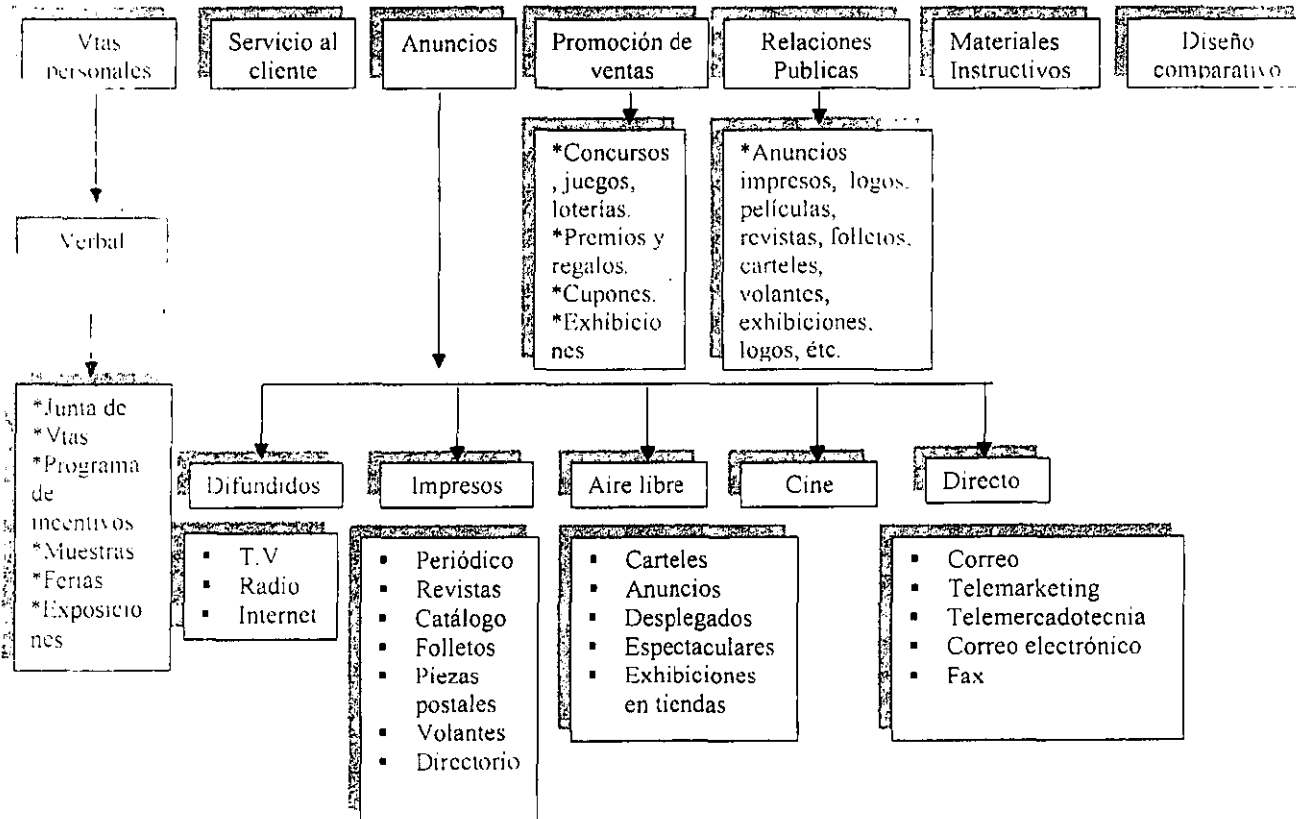 Vtas
personales
Servicio al
cliente
Anuncios
Promoción de
ventas
Relaciones
Publicas
Materiales
Instructivos
Diseño
comparativo
*Concursos
, juegos,
loterías.
*Premios y
regalos.
*Cupones.
*Exhibicio
nes
*Anuncios
impresos, logos,
películas,
revistas, folletos,
carteles,
volantes,
exhibiciones,
logos, étc.
Verbal
*Junta de
*Vtas
*Programa
de
incentivos
*Muestras
*Ferias
*Exposicio
nes
Difundidos
Impresos
Aire libre
Cine
Directo
▪ T.V
▪ Radio
▪ Internet
▪ Periódico
▪ Revistas
▪ Catálogo
▪ Folletos
▪ Piezas
postales
▪ Volantes
▪ Directorio
▪ Carteles
▪ Anuncios
▪ Desplegados
▪ Espectaculares
▪ Exhibiciones
en tiendas
▪ Correo
▪ Telemarketing
▪ Telemercadotecnia
▪ Correo electrónico
▪ Fax